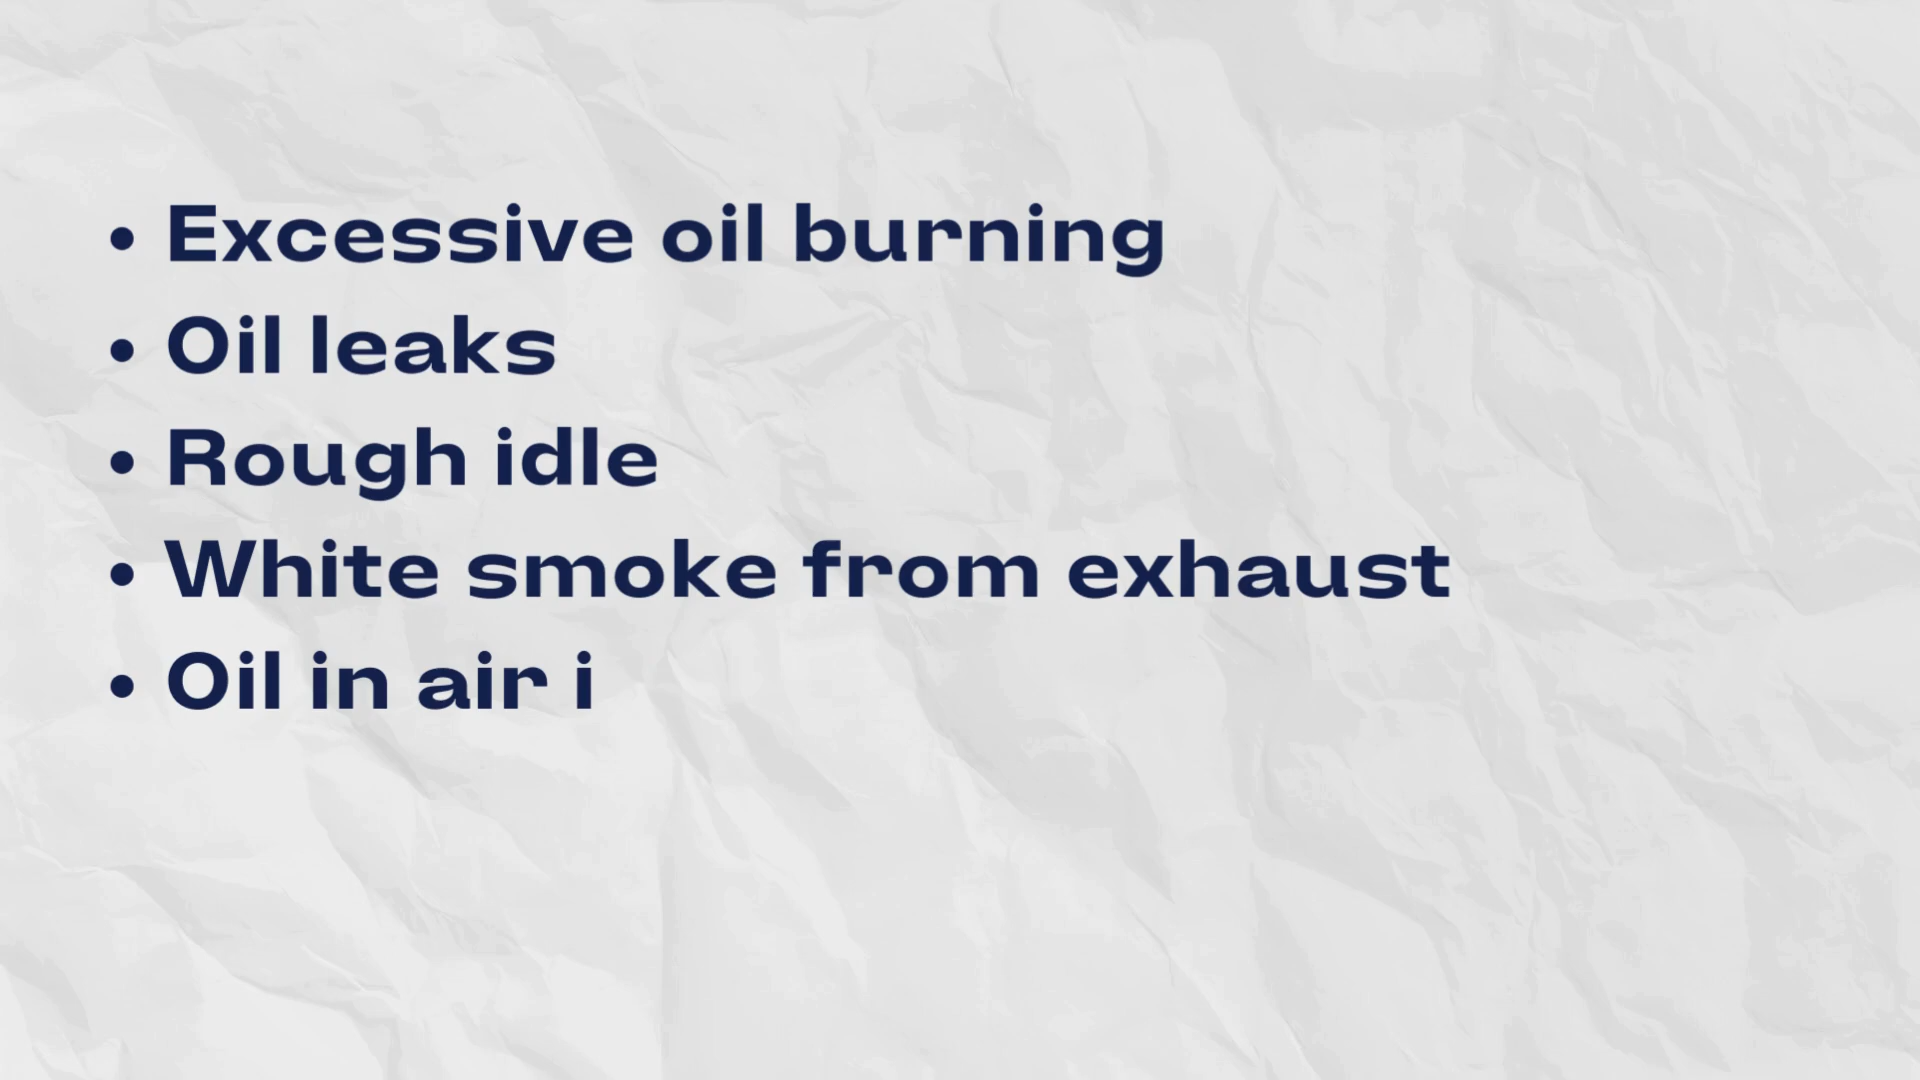 • Excessive oil burning
• Oil leaks
• Rough idle
• White smoke from exhaust
• Oil in air i